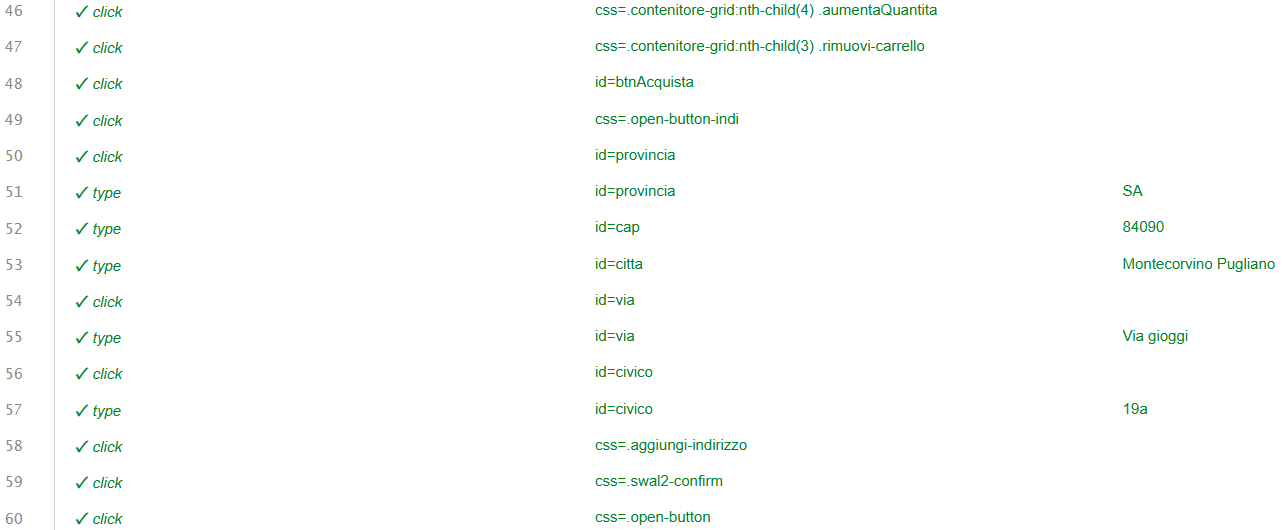 46 ✓ click css=.contenitore-grid:nth-child(4) .aumentaQuantita
47 ✓ click css=.contenitore-grid:nth-child(3) .rimuovi-carrello
48 ✓ click id=btnAcquista
49 ✓ click css=.open-button-indi
50 ✓ click id=provincia
51 ✓ type id=provincia SA
52 ✓ type id=cap 84090
53 ✓ type id=citta Montecorvino Pugliano
54 ✓ click id=via
55 ✓ type id=via Via gioggi
56 ✓ click id=civico
57 ✓ type id=civico 19a
58 ✓ click css=.aggiungi-indirizzo
59 ✓ click css=.swal2-confirm
60 ✓ click css=.open-button